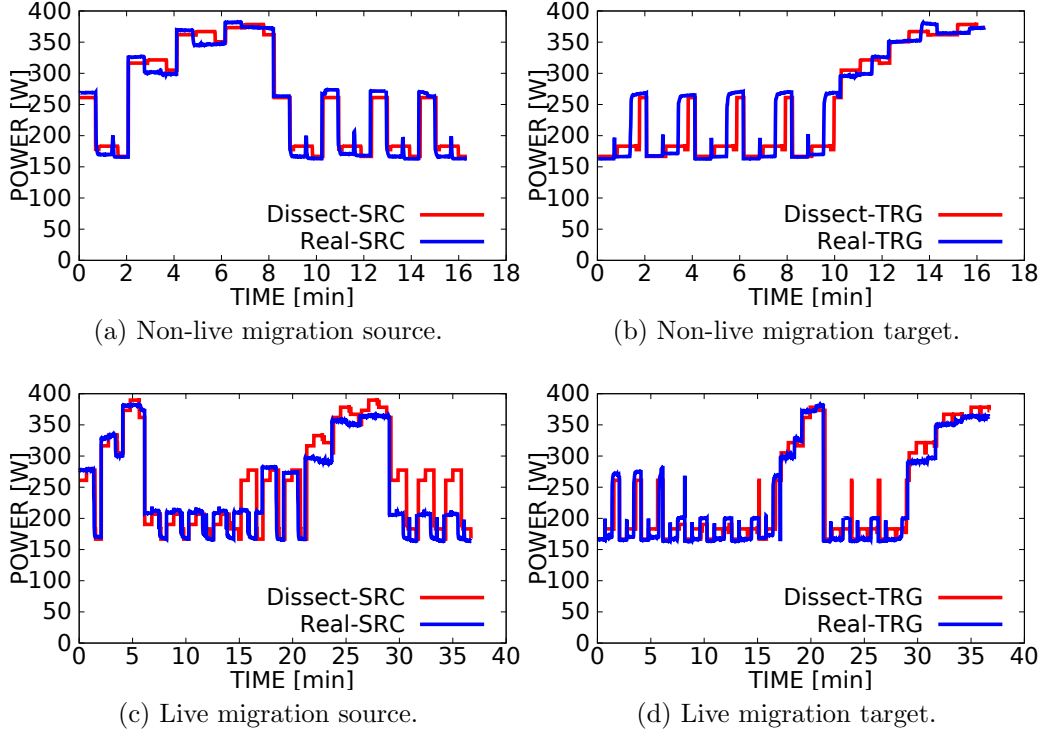 400
350
300
250
200
150
100
50
0
POWER [W]
Dissect-SRC
Real-SRC
0 2 4 6 8 10 12 14 16 18
TIME [min]
(a) Non-live migration source.
400
350
300
250
200
150
100
50
0
POWER [W]
Dissect-TRG
Real-TRG
0 2 4 6 8 10 12 14 16 18
TIME [min]
(b) Non-live migration target.
400
350
300
250
200
150
100
50
0
POWER [W]
Dissect-SRC
Real-SRC
0 5 10 15 20 25 30 35 40
TIME [min]
(c) Live migration source.
400
350
300
250
200
150
100
50
0
POWER [W]
Dissect-TRG
Real-TRG
0 5 10 15 20 25 30 35 40
TIME [min]
(d) Live migration target.